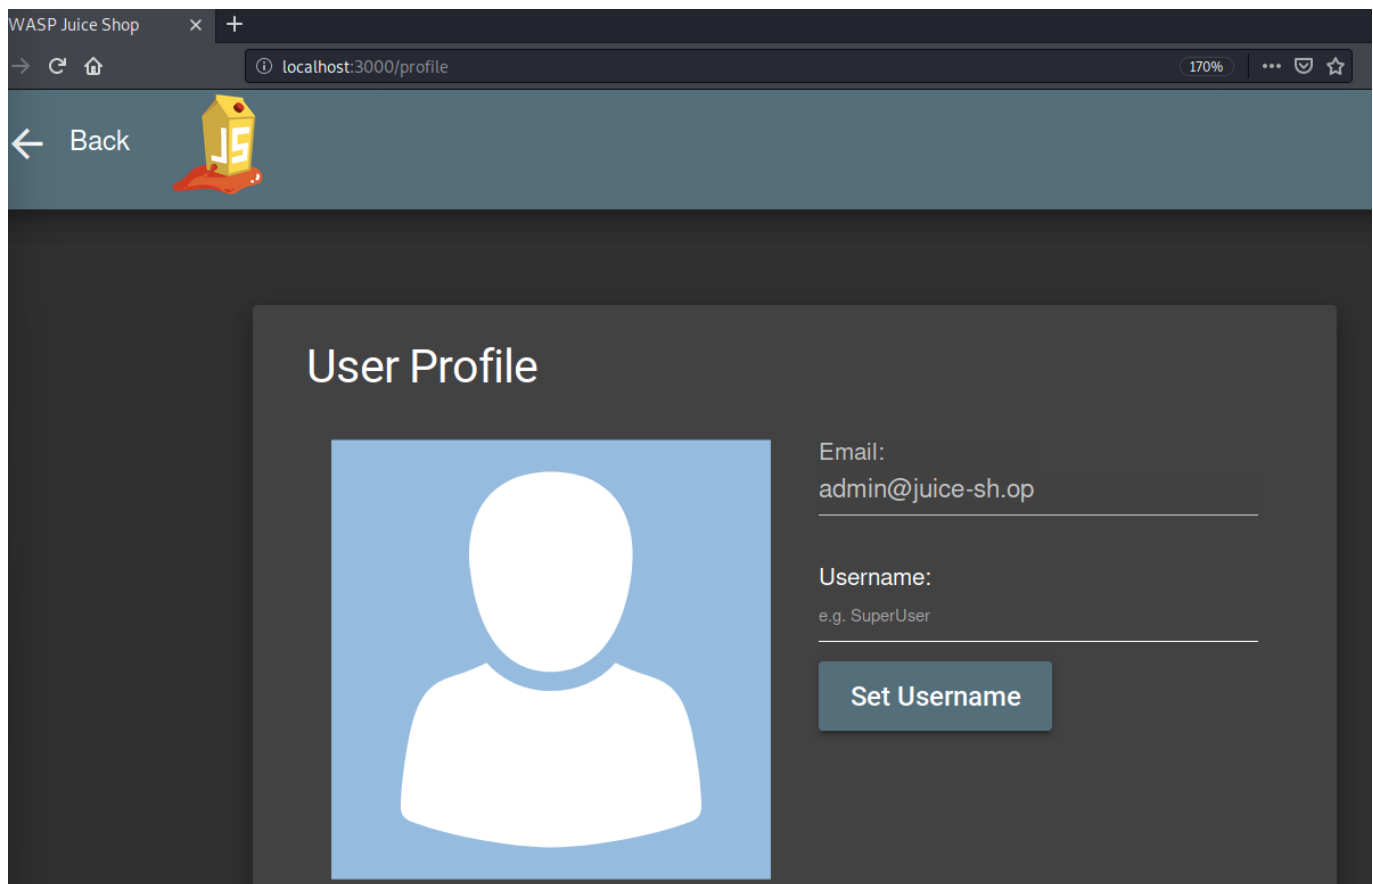 WASP Juice Shop
localhost:3000/profile
170%
Back
JS
User Profile
Email:
admin@juice-sh.op
Username:
e.g. SuperUser
Set Username